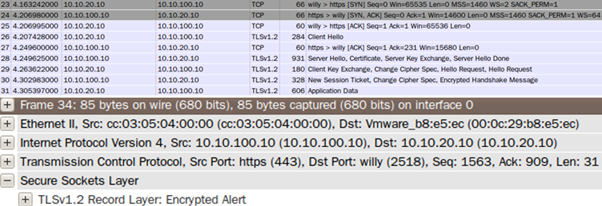 23 4.163242000 10.10.20.10 10.10.100.10 TCP 66 willy > https [SYN] Seq=0 Win=65535 Len=0 MSS=1460 WS=2 SACK_PERM=1
24 4.206980000 10.10.100.10 10.10.20.10 TCP 66 https > willy [SYN, ACK] Seq=0 Ack=1 Win=14600 Len=0 MSS=1460 SACK_PERM=1 WS=64
25 4.206995000 10.10.20.10 10.10.100.10 TCP 60 willy > https [ACK] Seq=1 Ack=1 Win=65536 Len=0
26 4.207428000 10.10.20.10 10.10.100.10 TLSv1.2 284 Client Hello
27 4.249600000 10.10.100.10 10.10.20.10 TCP 60 https > willy [ACK] Seq=1 Ack=231 Win=15680 Len=0
28 4.249625000 10.10.100.10 10.10.20.10 TLSv1.2 931 Server Hello, Certificate, Server Key Exchange, Server Hello Done
29 4.263622000 10.10.20.10 10.10.100.10 TLSv1.2 180 Client Key Exchange, Change Cipher Spec, Hello Request, Hello Request
30 4.302983000 10.10.100.10 10.10.20.10 TLSv1.2 328 New Session Ticket, Change Cipher Spec, Encrypted Handshake Message
31 4.305397000 10.10.20.10 10.10.100.10 TLSv1.2 606 Application Data
Frame 34: 85 bytes on wire (680 bits), 85 bytes captured (680 bits) on interface 0
Ethernet II, Src: cc:03:05:04:00:00 (cc:03:05:04:00:00), Dst: Vmware_b8:e5:ec (00:0c:29:b8:e5:ec)
Internet Protocol Version 4, Src: 10.10.100.10 (10.10.100.10), Dst: 10.10.20.10 (10.10.20.10)
Transmission Control Protocol, Src Port: https (443), Dst Port: willy (2518), Seq: 1563, Ack: 909, Len: 31
Secure Sockets Layer
TLSv1.2 Record Layer: Encrypted Alert